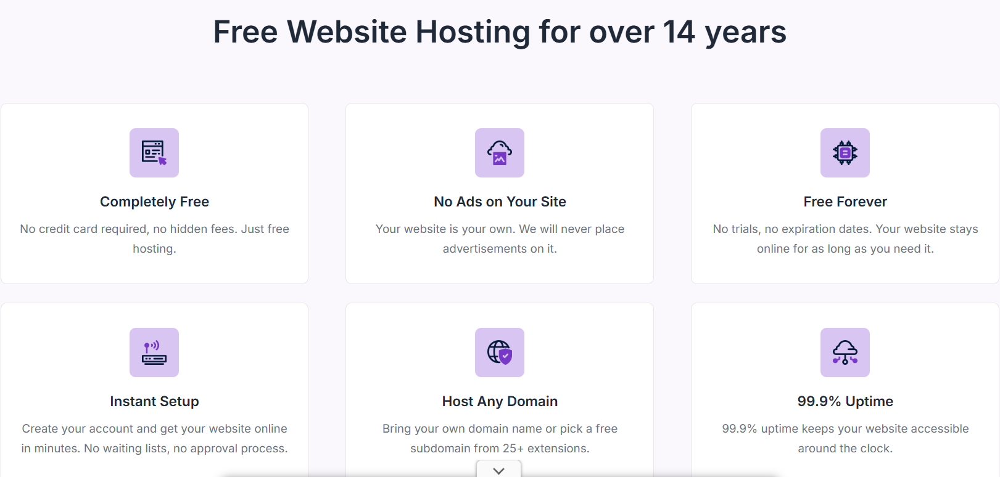 Free Website Hosting for over 14 years
Completely Free
No credit card required, no hidden fees. Just free
hosting.
No Ads on Your Site
Your website is your own. We will never place
advertisements on it.
Free Forever
No trials, no expiration dates. Your website stays
online for as long as you need it.
Instant Setup
Create your account and get your website online
in minutes. No waiting lists, no approval process.
Host Any Domain
Bring your own domain name or pick a free
subdomain from 25+ extensions.
99.9% Uptime
99.9% uptime keeps your website accessible
around the clock.